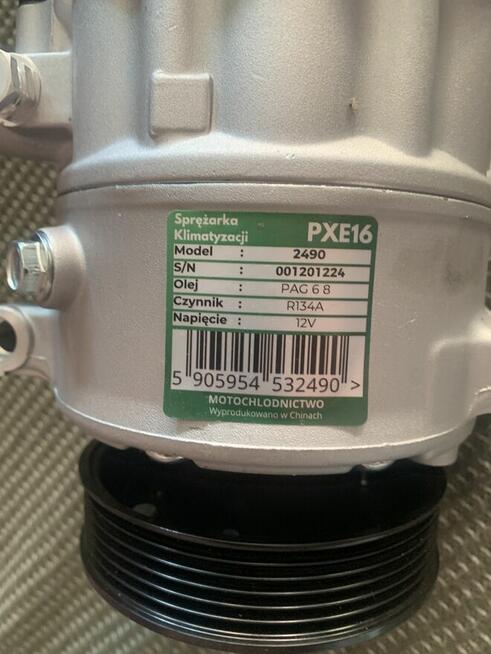 Sprężarka
Klimatyzacji PXE16
Model : 2490
S/N : 001201224
Olej : PAG 6 8
Czynnik : R134A
Napięcie : 12V
5 905954 532490 >
MOTOCHLODNICTWO
Wyprodukowano w Chinach